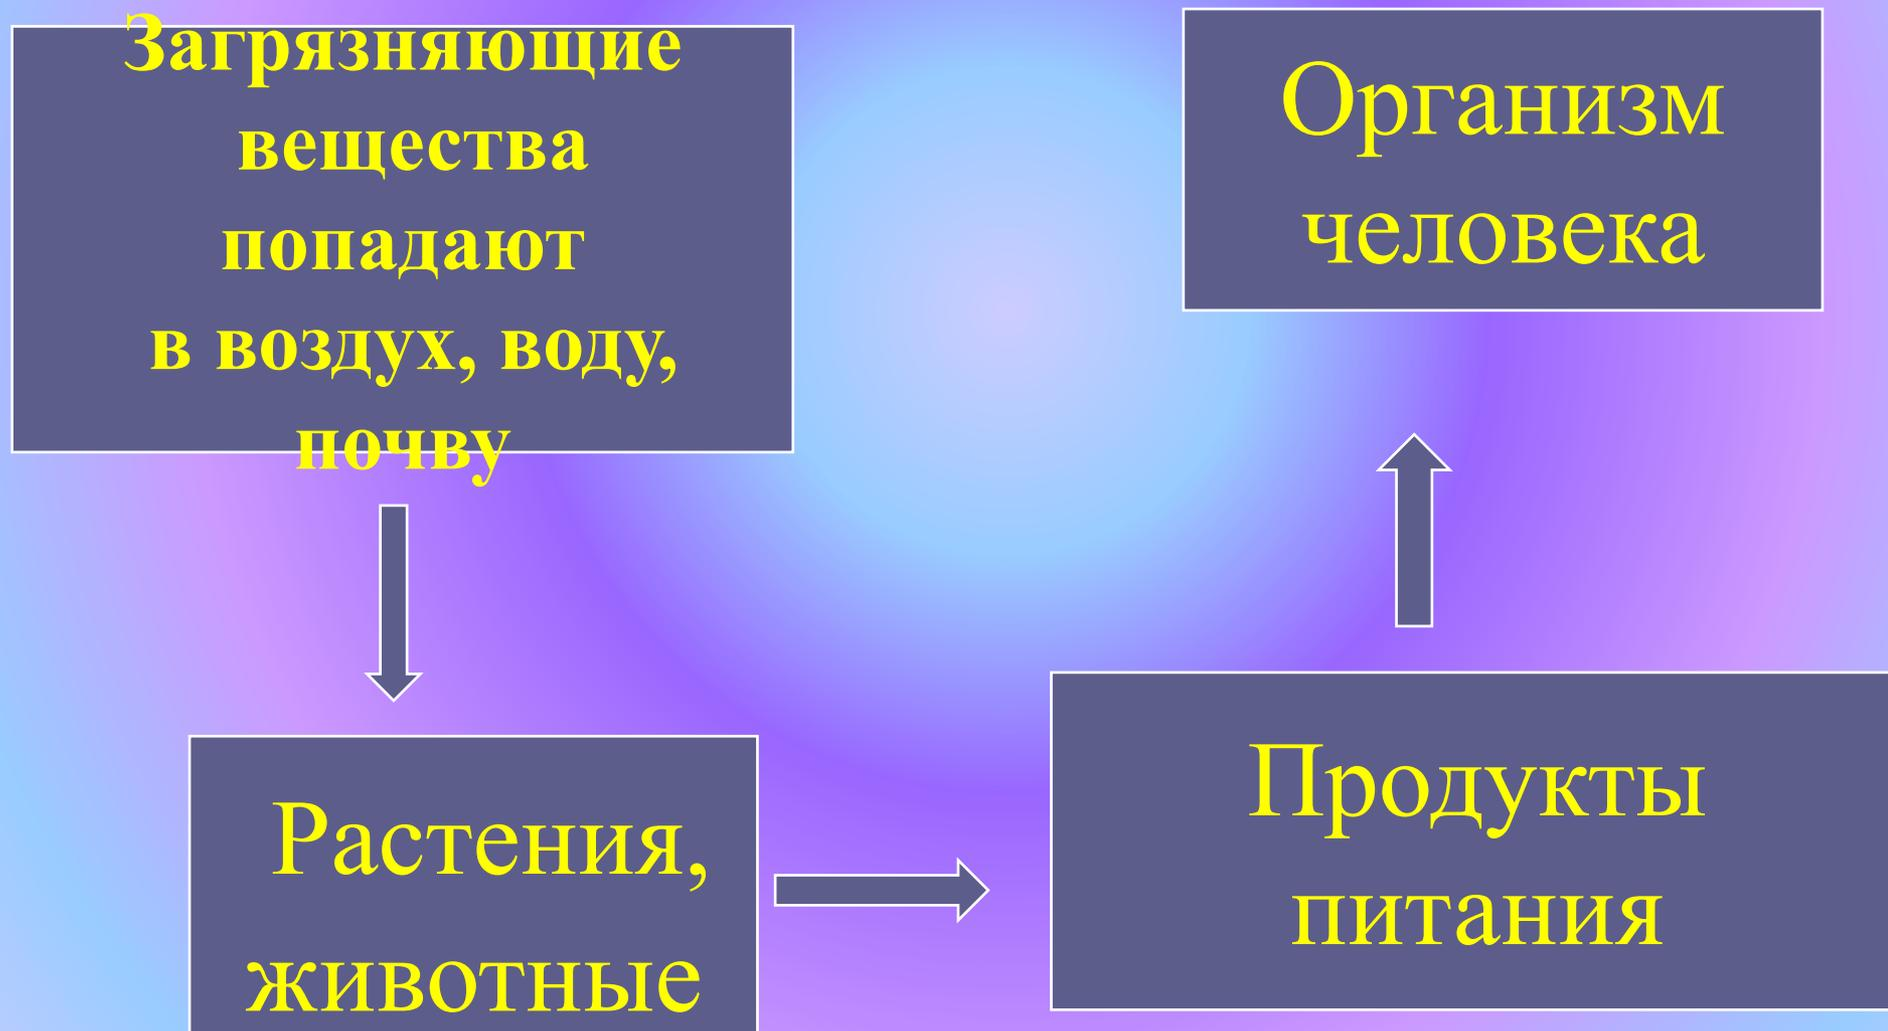 Загрязняющие
вещества
попадают
в воздух, воду,
почву
Растения,
животные
Продукты
питания
Организм
человека